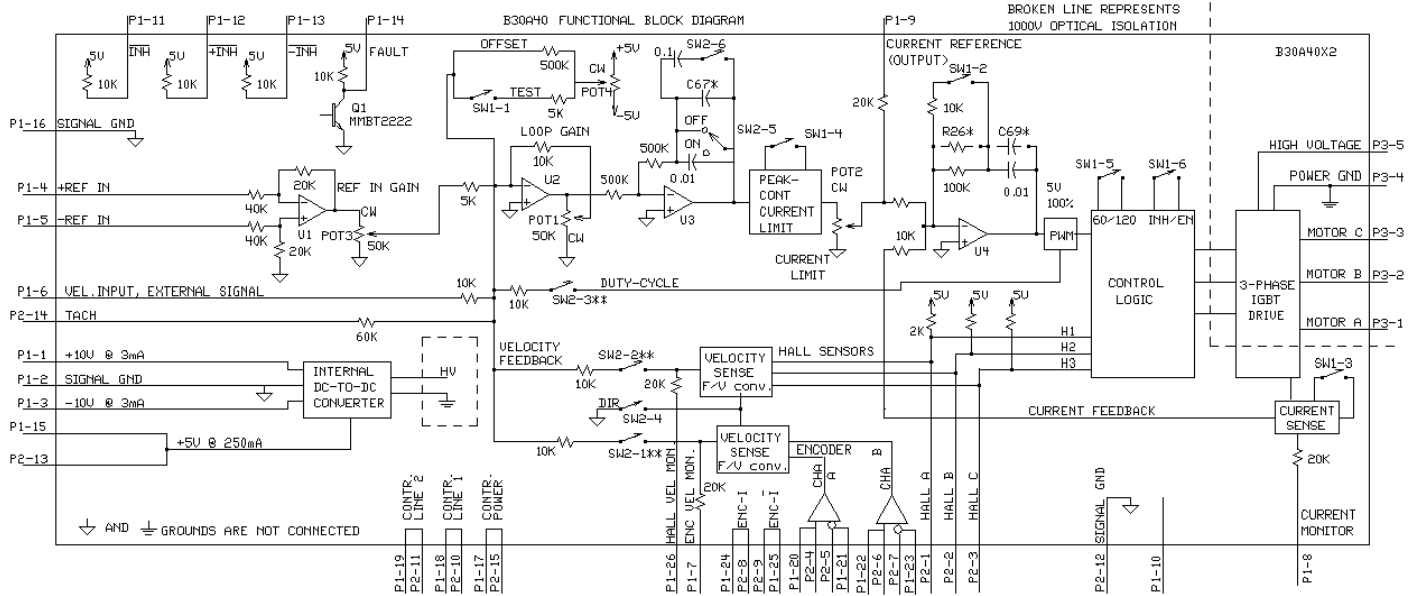 P1-11
P1-12
P1-13
P1-14
B30A40 FUNCTIONAL BLOCK DIAGRAM
P1-9
BROKEN LINE REPRESENTS
1000V OPTICAL ISOLATION
5V
INH
5V
+INH
5V
-INH
5V
FAULT
10K
10K
10K
10K
OFFSET
500K
+5V
CW
POT4
-5V
SW1-1
TEST
5K
0.1
SW2-6
C67*
CURRENT REFERENCE
(OUTPUT)
B30A40X2
SW1-2
20K
10K
Q1
MMBT2222
P1-16
SIGNAL GND
LOOP GAIN
10K
OFF
ON
SW2-5
SW1-4
R26*
C69*
500K
0.01
100K
0.01
HIGH VOLTAGE
P3-5
SW1-5
SW1-6
P1-4
+REF IN
20K
REF IN GAIN
40K
U2
500K
U3
PEAK-
CONT
CURRENT
LIMIT
POT2
CW
5V
100%
60/120
INH/EN
POWER GND
P3-4
P1-5
-REF IN
40K
U1
CW
POT3
50K
5K
POT1
50K
CW
10K
U4
PWM
MOTOR C
P3-3
20K
CURRENT
LIMIT
P1-6
VEL.INPUT, EXTERNAL SIGNAL
10K
10K
SW2-3**
DUTY-CYCLE
CONTROL
LOGIC
3-PHASE
IGBT
DRIVE
MOTOR B
P3-2
P2-14
TACH
60K
5V
5V
5V
2K
MOTOR A
P3-1
P1-1
+10V @ 3mA
P1-2
SIGNAL GND
P1-3
-10V @ 3mA
P1-15
P2-13
+5V @ 250mA
INTERNAL
DC-TO-DC
CONVERTER
HV
VELOCITY
FEEDBACK
SW2-2**
10K
20K
VELOCITY
SENSE
F/V conv.
HALL SENSORS
H1
H2
H3
SW1-3
DIR
SW2-4
CURRENT FEEDBACK
CURRENT
SENSE
10K
SW2-1**
VELOCITY
SENSE
F/V conv.
ENCODER
20K
20K
CHA
A
CHA
B
HALL A
HALL B
HALL C
SIGNAL GND
CURRENT
MONITOR
AND
GROUNDS ARE NOT CONNECTED
CONTR.
LINE 2
CONTR.
LINE 1
CONTR.
POWER
HALL VEL MON
ENC VEL MON.
ENC-I
ENC-I
P1-19
P2-11
P1-18
P2-10
P1-17
P2-15
P1-26
P1-7
P1-24
P2-8
P2-9
P1-25
P1-20
P2-4
P2-5
P1-21
P1-22
P2-6
P2-7
P1-23
P2-1
P2-2
P2-3
P2-12
P1-10
P1-8